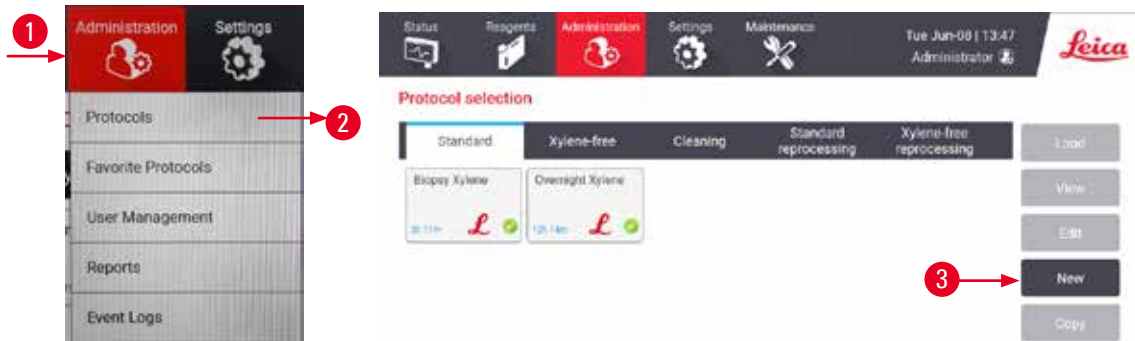 1
Administration Settings
Protocols
2
Favorite Protocols
User Management
Reports
Event Logs
Status Reagents Administration Settings Maintenance
Tue Jun-08 | 13:47
Administrator
Leica
Protocol selection
Standard Xylene-free Cleaning Standard reprocessing Xylene-free reprocessing
Biopsy Xylene Overnight Xylene
12h 14m
Load
View
Edit
3 New
Copy